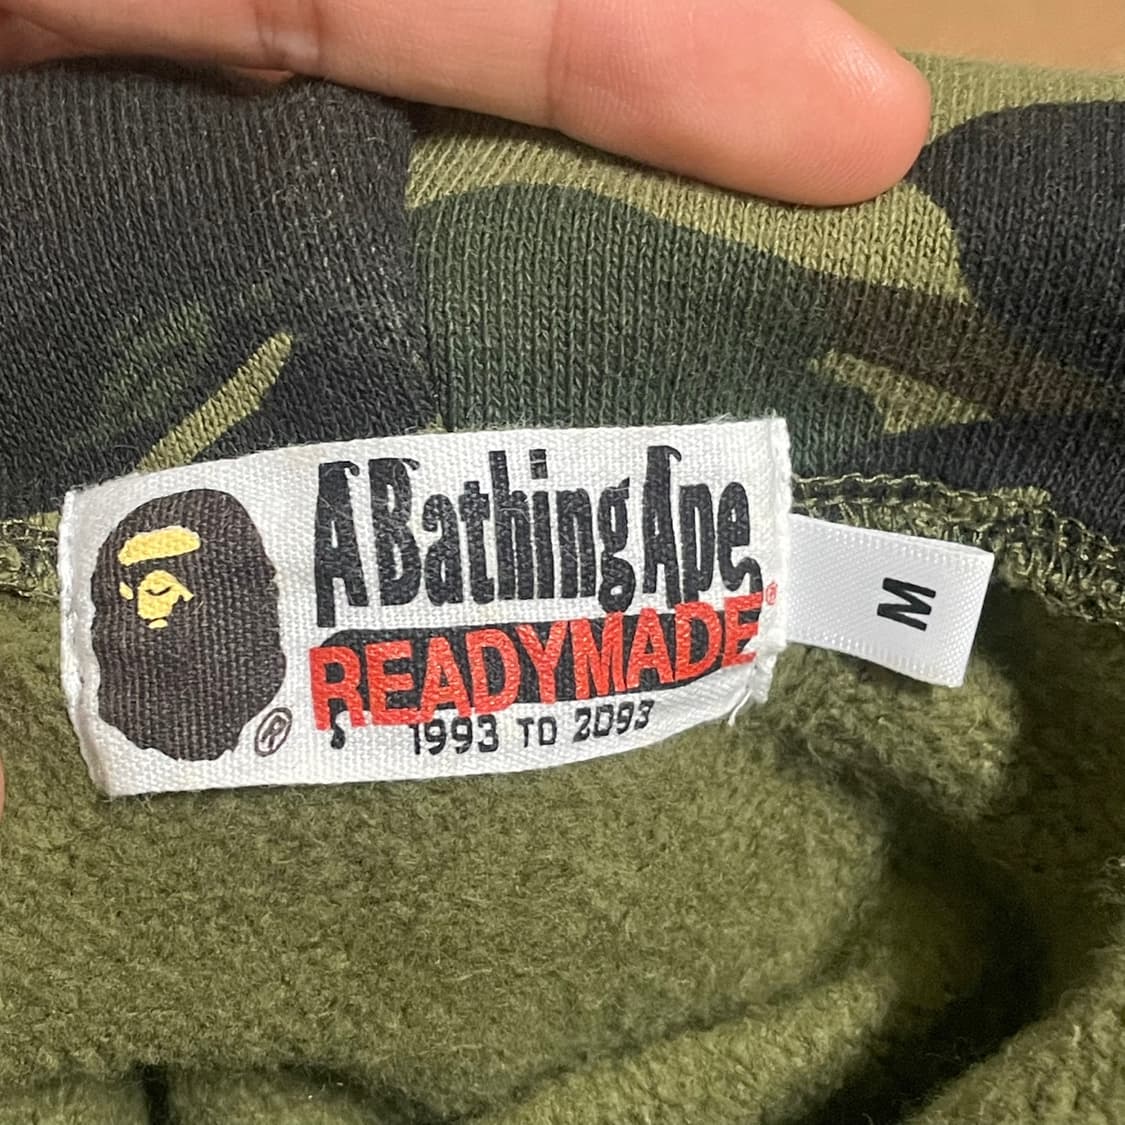 A Bathing Ape
READYMADE®
1993 TO 2093
®
M